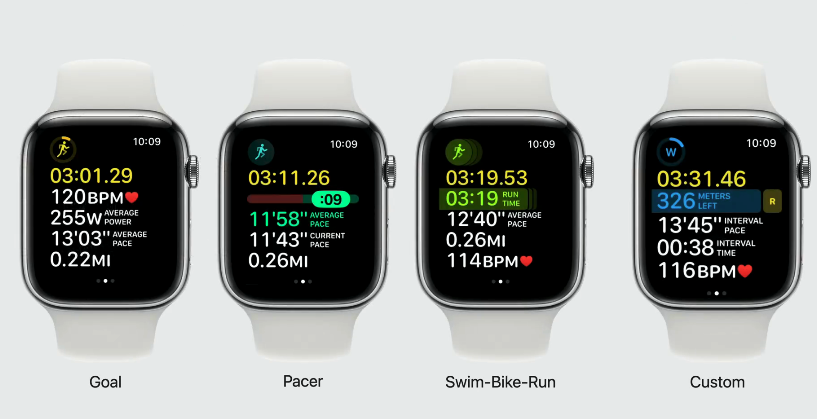 10:09
03:01.29
120BPM
255W AVERAGE POWER
13'03" AVERAGE PACE
0.22MI
Goal
10:09
03:11.26
:09
11'58" AVERAGE PACE
11'43" CURRENT PACE
0.26MI
Pacer
10:09
03:19.53
03:19 RUN TIME
12'40" AVERAGE PACE
0.26MI
114BPM
Swim-Bike-Run
W
10:09
03:31.46
326 METERS LEFT
R
13'45" INTERVAL PACE
00:38 INTERVAL TIME
116BPM
Custom